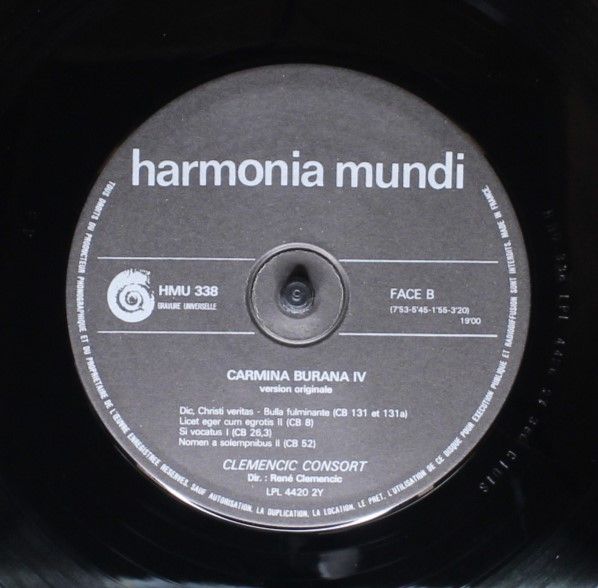 harmonia mundi
HMU 338
GRAVURE UNIVERSELLE
FACE B
(7'53-5'45-1'55-3'20)
19'00
CARMINA BURANA IV
version originale
Dic, Christi veritas - Bulla fulminante (CB 131 et 131a)
Licet eger cum egrotis II (CB 8)
Si vocatus I (CB 26,3)
Nomen a solempnibus II (CB 52)
CLEMENCIC CONSORT
Dir. : René Clemencic
LPL 4420 2Y
TOUS DROITS DU PRODUCTEUR PHONOGRAPHIQUE ET DU PROPRIETAIRE DE L'ŒUVRE ENREGISTREE RESERVES. SAUF AUTORISATION, LA DUPLICATION, LA LOCATION, LE PRET, L'UTILISATION DE CE DISQUE POUR EXECUTION PUBLIQUE ET RADIODIFFUSION SONT INTERDITS. MADE IN FRANCE.